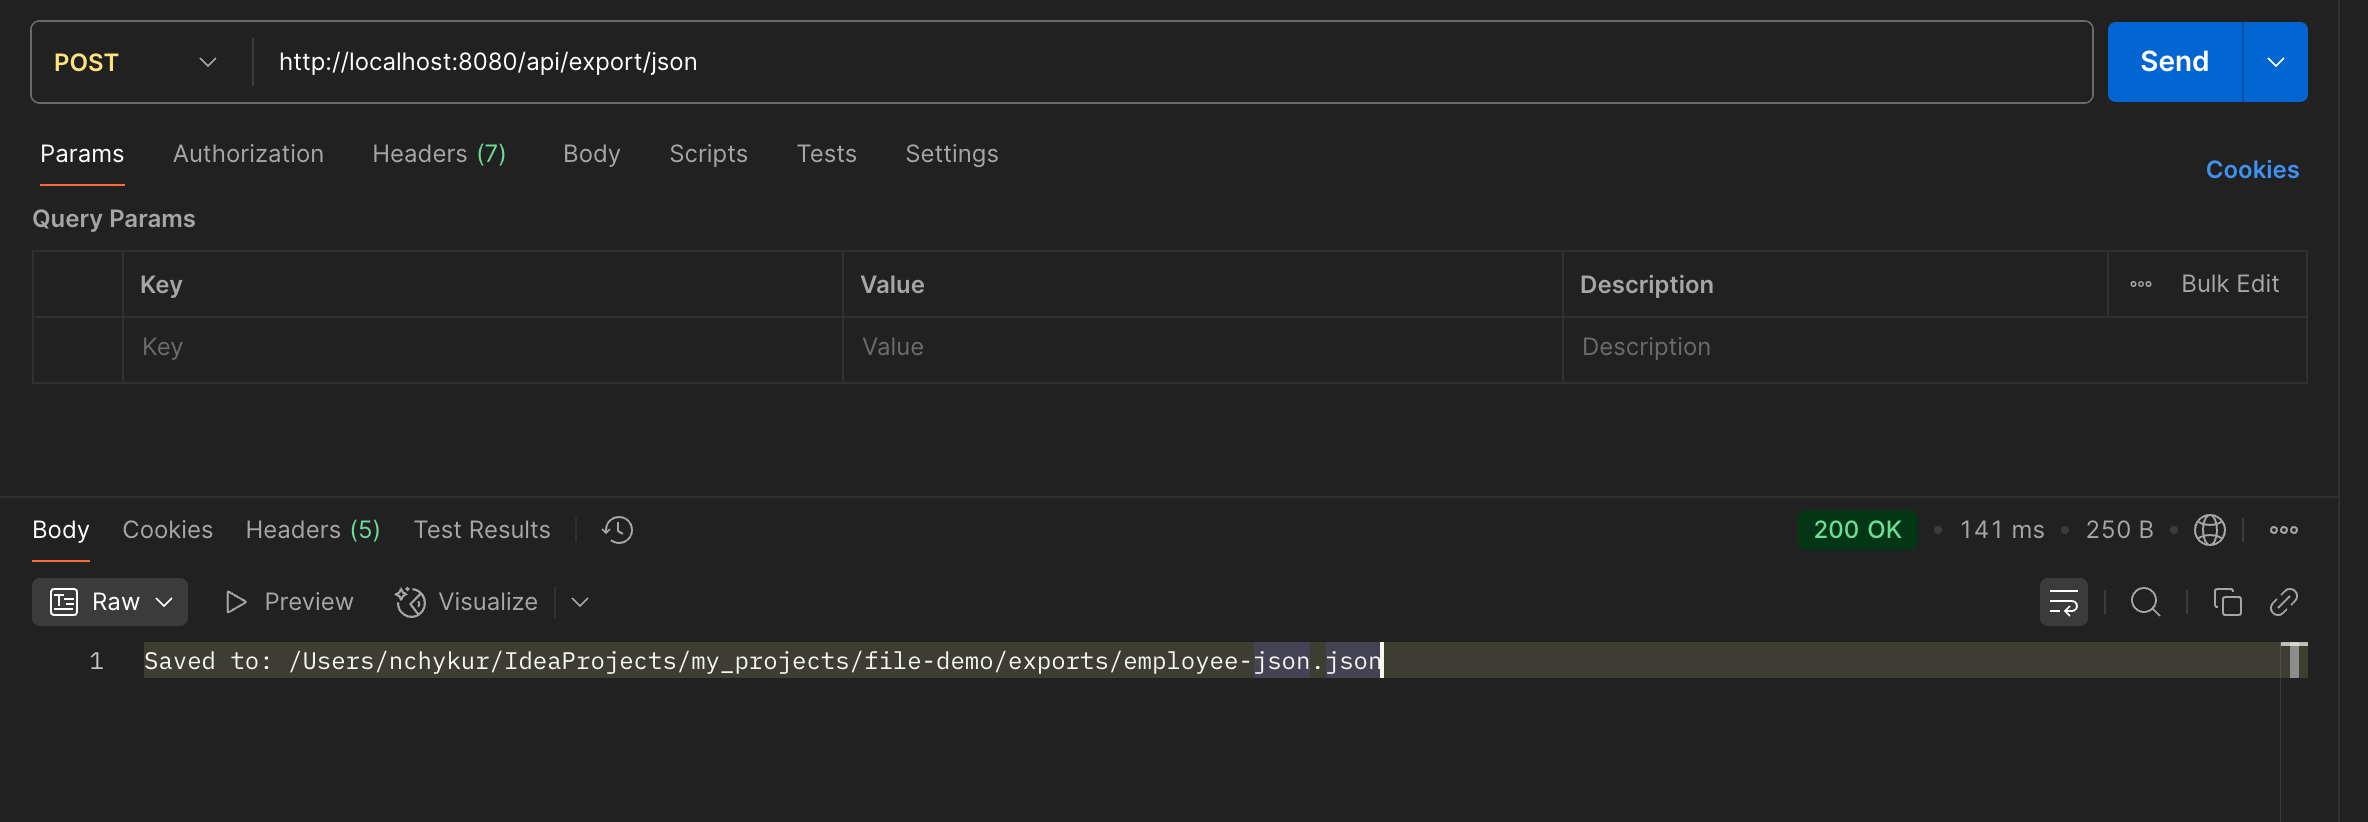 POST http://localhost:8080/api/export/json Send
Params Authorization Headers (7) Body Scripts Tests Settings
Cookies
Query Params
Key Value Description Bulk Edit
Key Value Description
Body Cookies Headers (5) Test Results 200 OK • 141 ms • 250 B •
Raw Preview Visualize
1 Saved to: /Users/nchykur/IdeaProjects/my_projects/file-demo/exports/employee-json.json